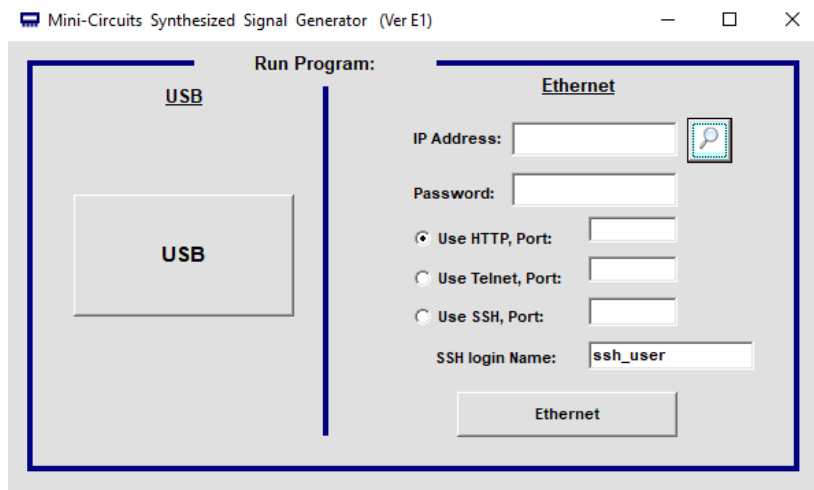 Mini-Circuits Synthesized Signal Generator (Ver E1)
Run Program:
USB
USB
Ethernet
IP Address:
Password:
Use HTTP, Port:
Use Telnet, Port:
Use SSH, Port:
SSH login Name: ssh_user
Ethernet